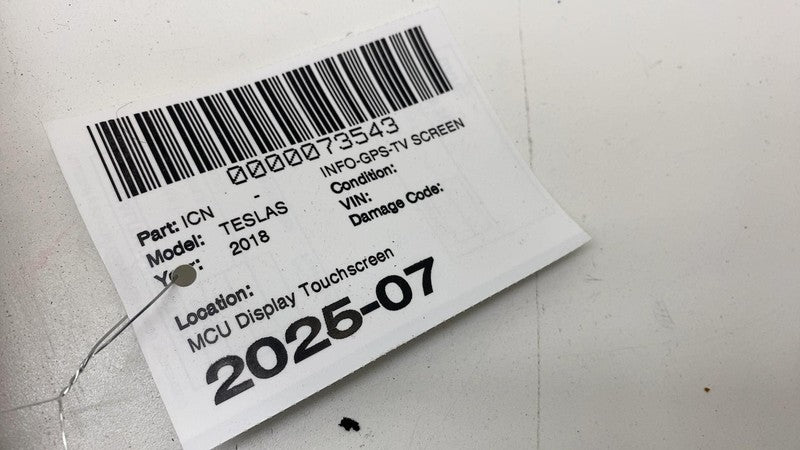 0000073543
Part: ICN - INFO-GPS-TV SCREEN
Model: TESLAS Condition:
2018 VIN:
Damage Code:
Location:
MCU Display Touchscreen
2025-07